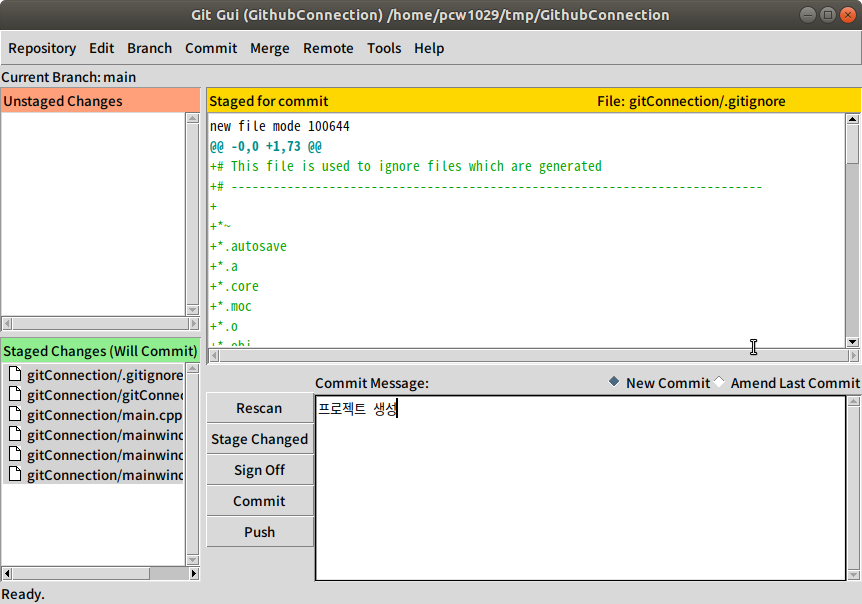 Git Gui (GithubConnection) /home/pcw1029/tmp/GithubConnection
Repository Edit Branch Commit Merge Remote Tools Help
Current Branch: main
Unstaged Changes
Staged for commit File: gitConnection/.gitignore
new file mode 100644
@@ -0,0 +1,73 @@
+# This file is used to ignore files which are generated
+# ----------------------------------------------------------------------------
+
+*~
+*.autosave
+*.a
+*.core
+*.moc
+*.o
+*.obj
Staged Changes (Will Commit)
gitConnection/.gitignore
gitConnection/gitConnec
gitConnection/main.cpp
gitConnection/mainwind
gitConnection/mainwind
gitConnection/mainwind
Commit Message: New Commit Amend Last Commit
Rescan
Stage Changed
Sign Off
Commit
Push
프로젝트 생성
Ready.